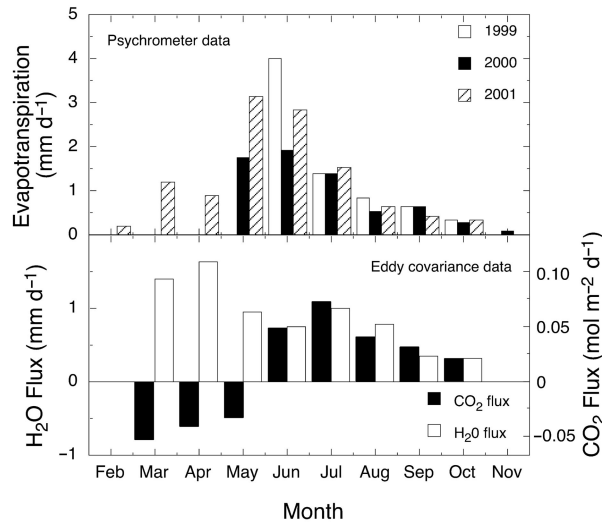 Psychrometer data
1999
2000
2001
Evapotranspiration
(mm d⁻¹)
5
4
3
2
1
0
Eddy covariance data
H₂O Flux (mm d⁻¹)
1
0
−1
CO₂ Flux (mol m⁻² d⁻¹)
0.10
0.05
0
−0.05
CO₂ flux
H₂0 flux
Feb Mar Apr May Jun Jul Aug Sep Oct Nov
Month